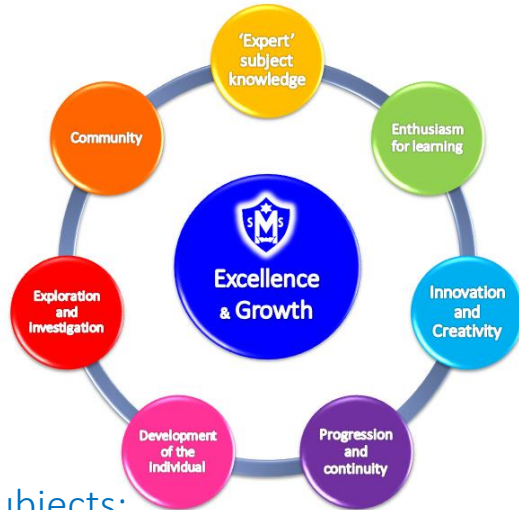 'Expert'
subject
knowledge
Enthusiasm
for learning
Innovation
and
Creativity
Progression
and
continuity
Development
of the
individual
Exploration
and
investigation
Community
S M S
Excellence
& Growth
ubjects: